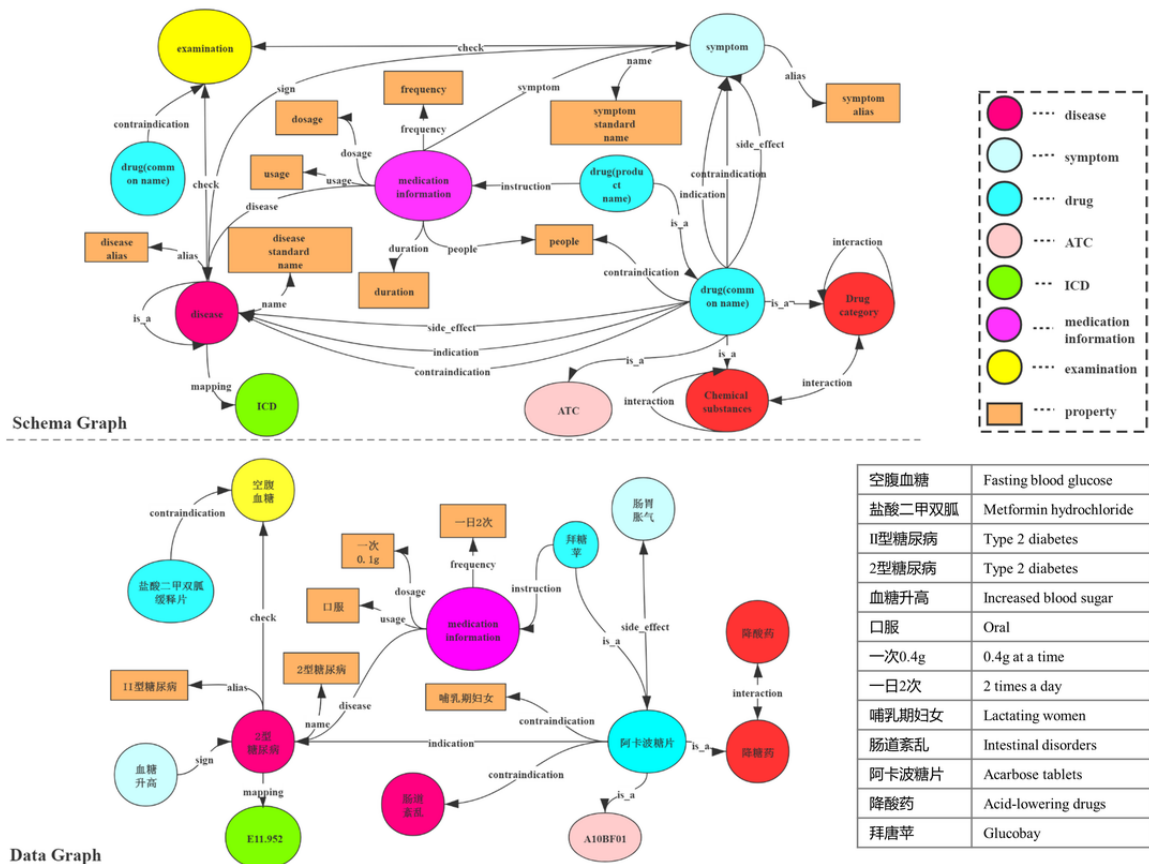 examination
symptom
check
sign
symptom
name
alias
frequency
symptom
standard
name
symptom
alias
contraindication
dosage
frequency
dosage
usage
usage
drug(comm
on name)
check
medication
information
instruction
drug(produ
ct
name)
side_effect
contraindication
indication
disease
is_a
disease
alias
alias
disease
standard
name
duration
people
people
duration
contraindication
interaction
name
disease
is_a
side_effect
indication
contraindication
drug(comm
on name)
is_a
Drug
category
mapping
is_a
is_a
interaction
interaction
ICD
ATC
Chemical
substances
Schema Graph
disease
symptom
drug
ATC
ICD
medication
information
examination
property
空腹
血糖
肠胃
胀气
contraindication
一日2次
一次
0.1g
拜糖
苹
frequency
盐酸二甲双胍
缓释片
check
口服
dosage
usage
medication
information
instruction
side_effect
is_a
降酸药
II型糖尿病
alias
2型糖尿病
disease
哺乳期妇女
interaction
name
contraindication
2型
糖尿病
indication
阿卡波糖片
is_a
降糖药
血糖
升高
sign
contraindication
mapping
肠道
紊乱
is_a
E11.952
A10BF01
Data Graph
空腹血糖 Fasting blood glucose
盐酸二甲双胍 Metformin hydrochloride
II型糖尿病 Type 2 diabetes
2型糖尿病 Type 2 diabetes
血糖升高 Increased blood sugar
口服 Oral
一次0.4g 0.4g at a time
一日2次 2 times a day
哺乳期妇女 Lactating women
肠道紊乱 Intestinal disorders
阿卡波糖片 Acarbose tablets
降酸药 Acid-lowering drugs
拜唐苹 Glucobay